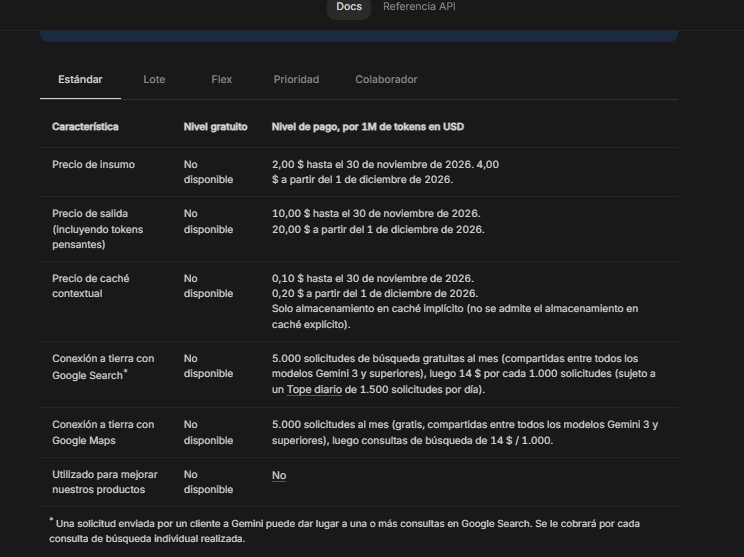 Docs Referencia API
Estándar Lote Flex Prioridad Colaborador
Característica Nivel gratuito Nivel de pago, por 1M de tokens en USD
Precio de insumo
No
disponible
2,00 $ hasta el 30 de noviembre de 2026. 4,00
$ a partir del 1 de diciembre de 2026.
Precio de salida
(incluyendo tokens
pensantes)
No
disponible
10,00 $ hasta el 30 de noviembre de 2026.
20,00 $ a partir del 1 de diciembre de 2026.
Precio de caché
contextual
No
disponible
0,10 $ hasta el 30 de noviembre de 2026.
0,20 $ a partir del 1 de diciembre de 2026.
Solo almacenamiento en caché implícito (no se admite el almacenamiento en
caché explícito).
Conexión a tierra con
Google Search*
No
disponible
5.000 solicitudes de búsqueda gratuitas al mes (compartidas entre todos los
modelos Gemini 3 y superiores), luego 14 $ por cada 1.000 solicitudes (sujeto a
un Tope diario de 1.500 solicitudes por día).
Conexión a tierra con
Google Maps
No
disponible
5.000 solicitudes al mes (gratis, compartidas entre todos los modelos Gemini 3 y
superiores), luego consultas de búsqueda de 14 $ / 1.000.
Utilizado para mejorar
nuestros productos
No
disponible
No
* Una solicitud enviada por un cliente a Gemini puede dar lugar a una o más consultas en Google Search. Se le cobrará por cada
consulta de búsqueda individual realizada.